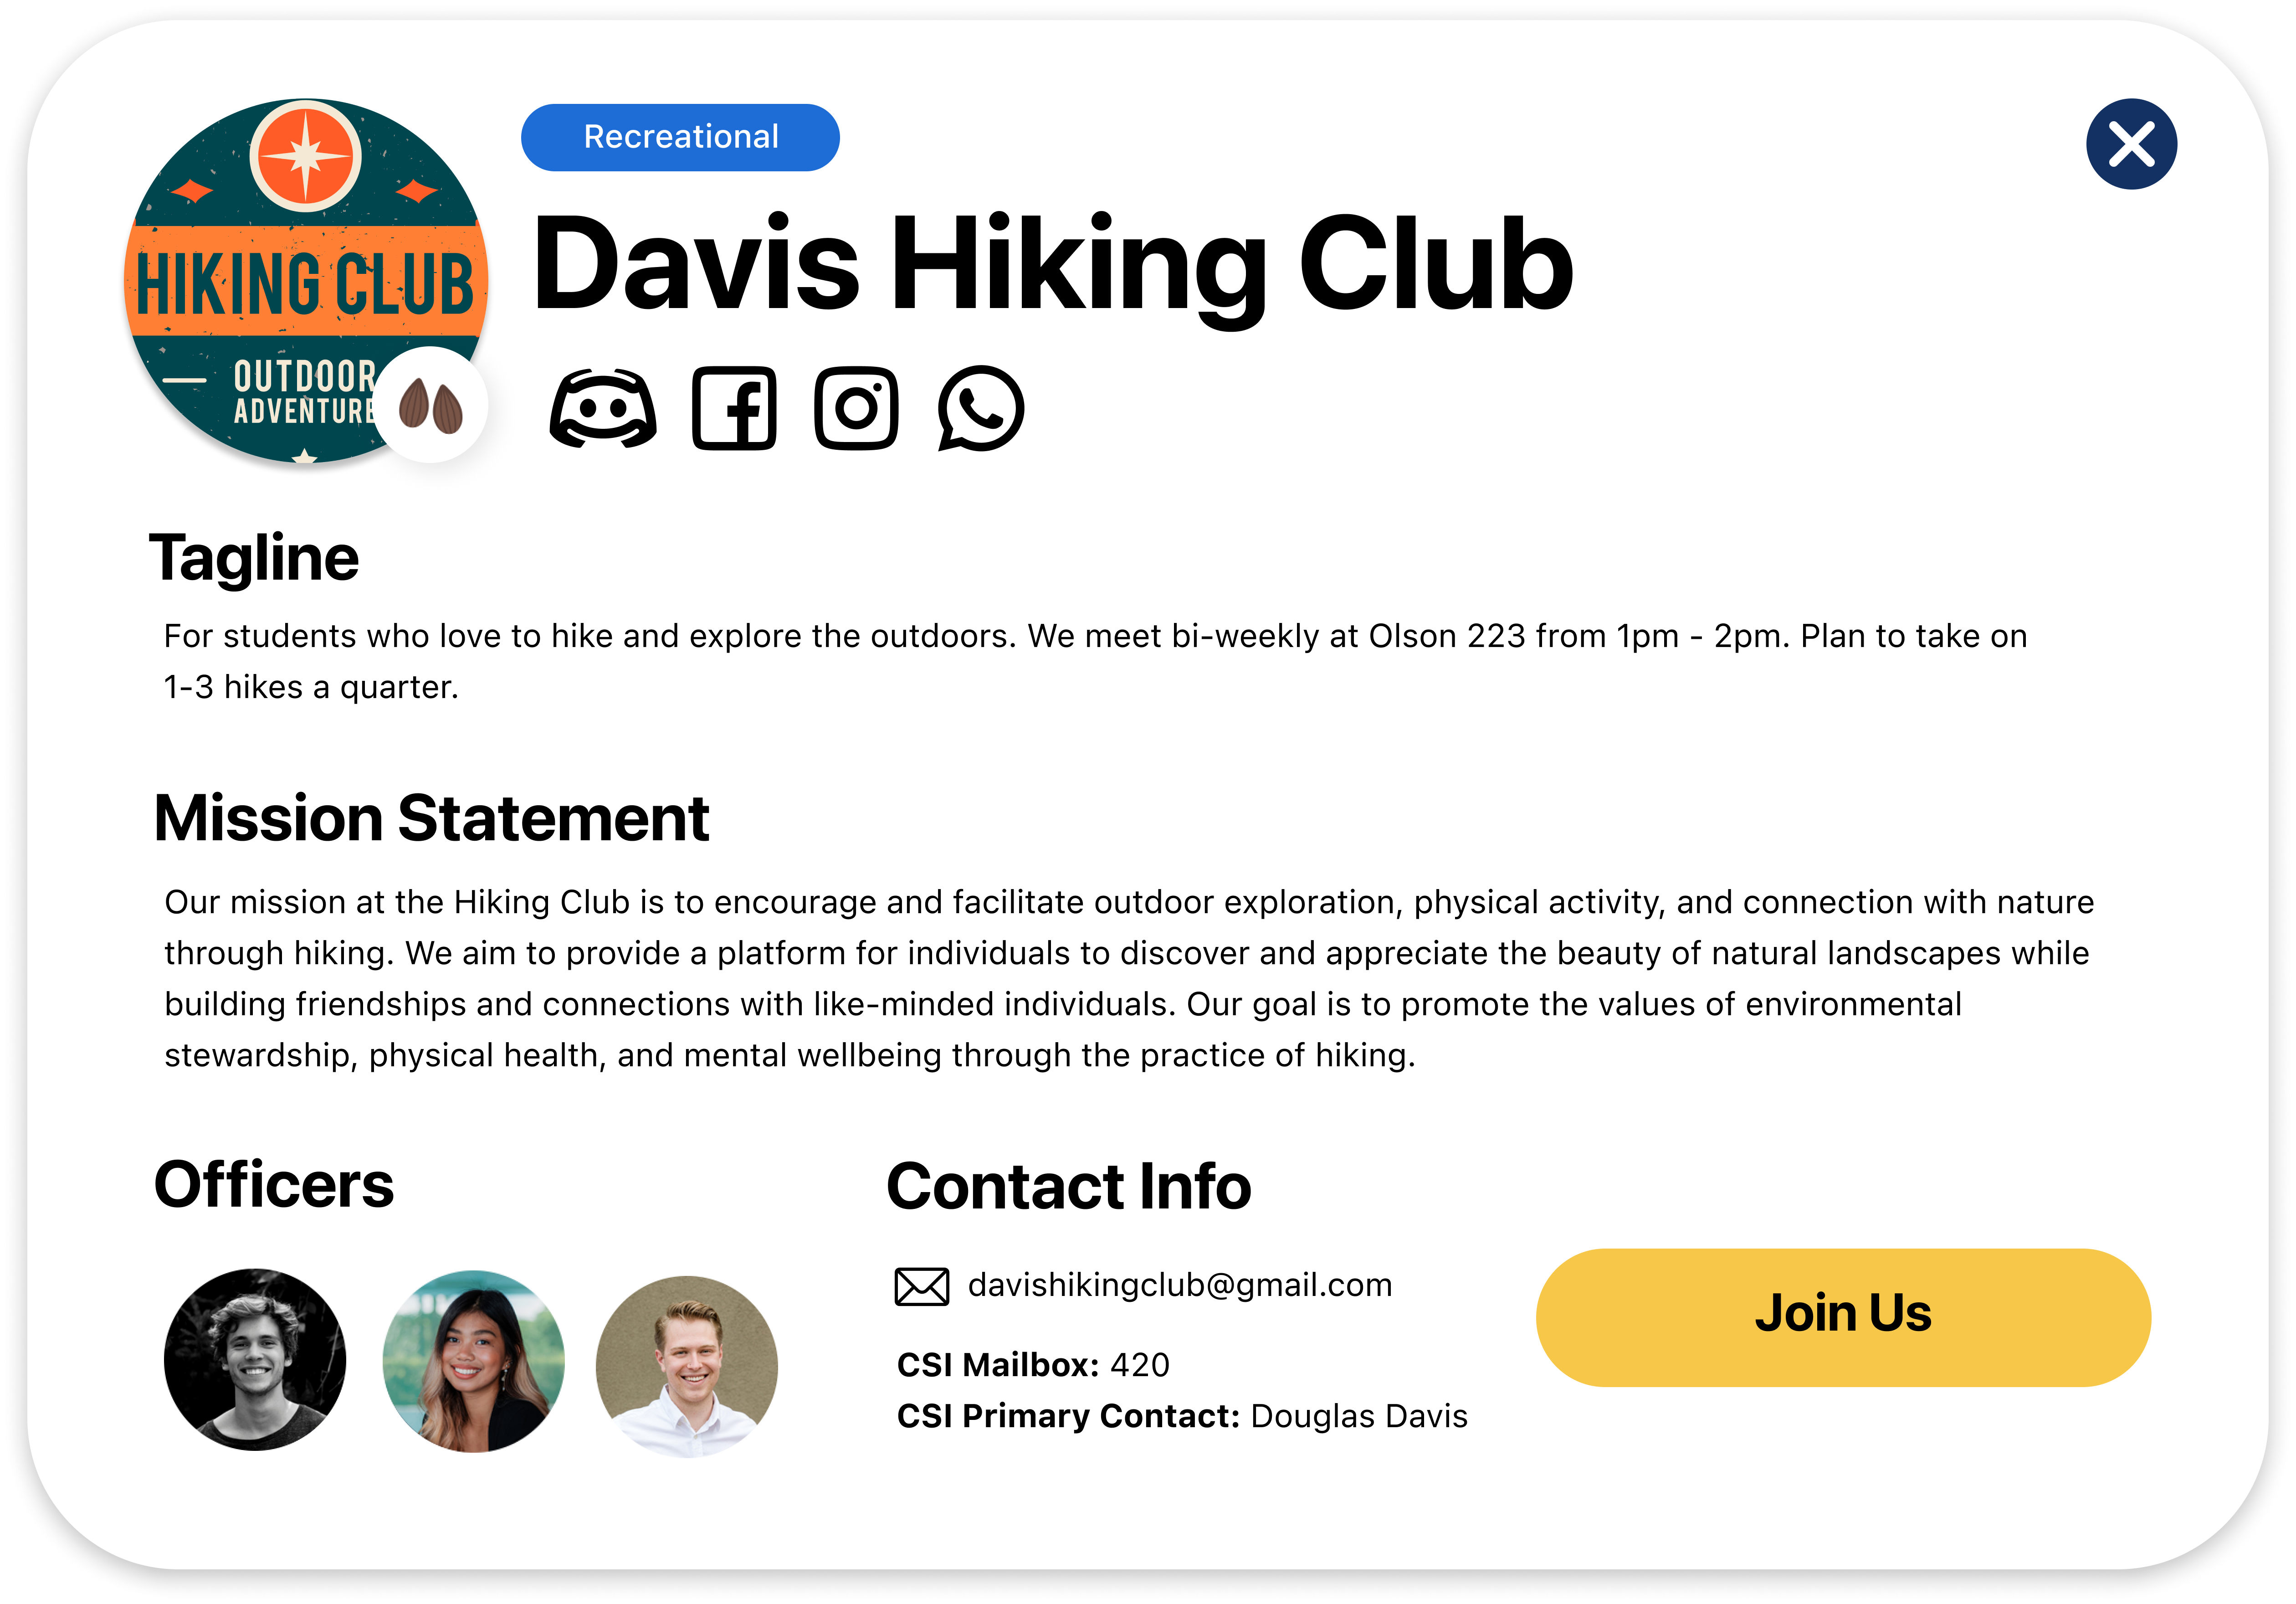 HIKING CLUB
OUTDOOR
ADVENTURE
Recreational
Davis Hiking Club
Tagline
For students who love to hike and explore the outdoors. We meet bi-weekly at Olson 223 from 1pm - 2pm. Plan to take on
1-3 hikes a quarter.
Mission Statement
Our mission at the Hiking Club is to encourage and facilitate outdoor exploration, physical activity, and connection with nature
through hiking. We aim to provide a platform for individuals to discover and appreciate the beauty of natural landscapes while
building friendships and connections with like-minded individuals. Our goal is to promote the values of environmental
stewardship, physical health, and mental wellbeing through the practice of hiking.
Officers
Contact Info
davishikingclub@gmail.com
CSI Mailbox: 420
CSI Primary Contact: Douglas Davis
Join Us